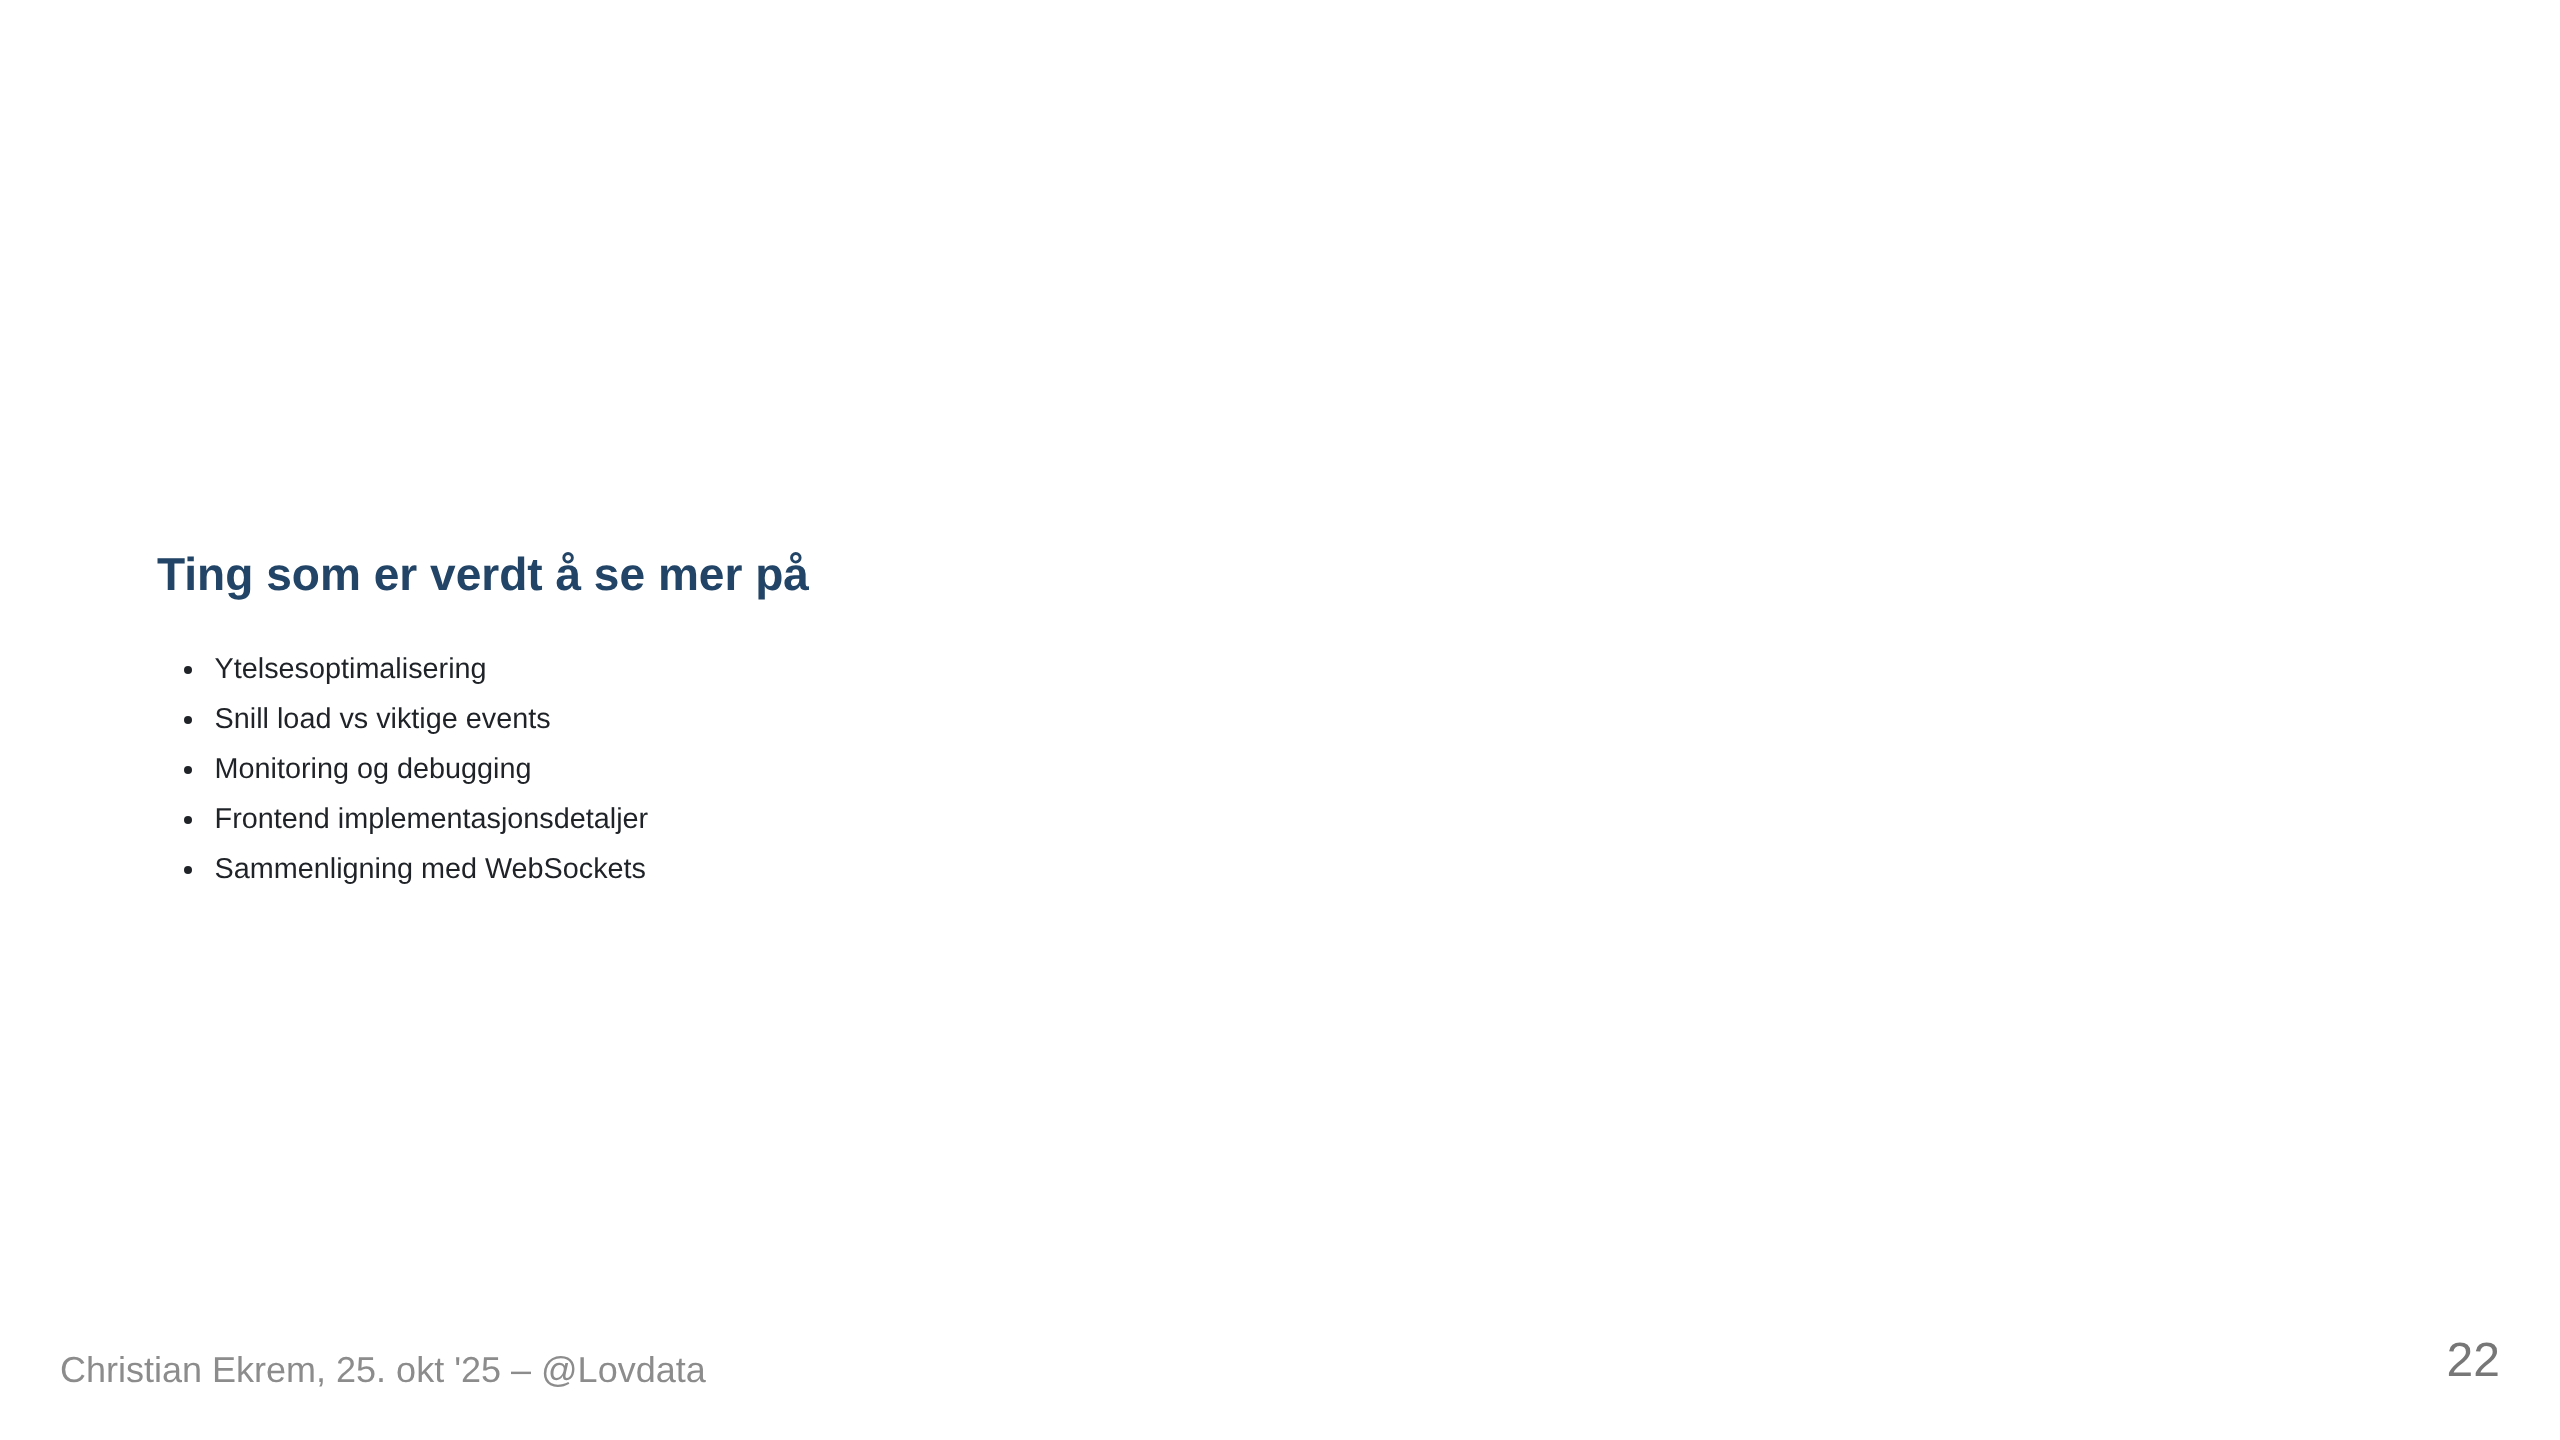 Ting som er verdt å se mer på
• Ytelsesoptimalisering
• Snill load vs viktige events
• Monitoring og debugging
• Frontend implementasjonsdetaljer
• Sammenligning med WebSockets
Christian Ekrem, 25. okt '25 – @Lovdata
22